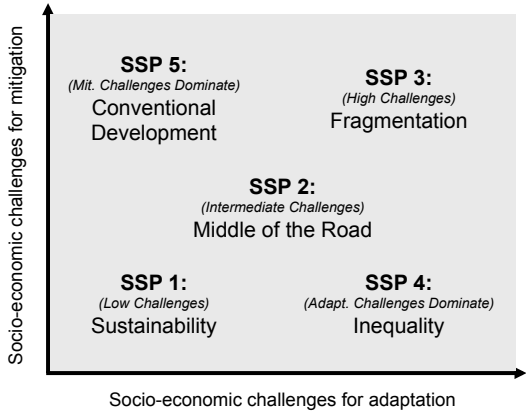 Socio-economic challenges for mitigation
SSP 5:
(Mit. Challenges Dominate)
Conventional
Development
SSP 3:
(High Challenges)
Fragmentation
SSP 2:
(Intermediate Challenges)
Middle of the Road
SSP 1:
(Low Challenges)
Sustainability
SSP 4:
(Adapt. Challenges Dominate)
Inequality
Socio-economic challenges for adaptation